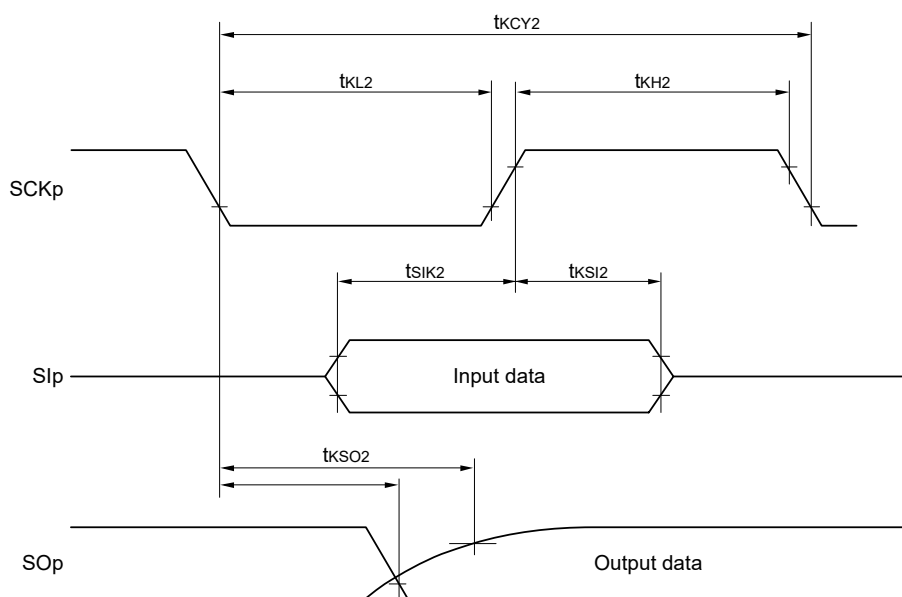 tKCY2
tKL2
tKH2
SCKp
tSIK2
tKSI2
SIp
Input data
tKSO2
SOp
Output data